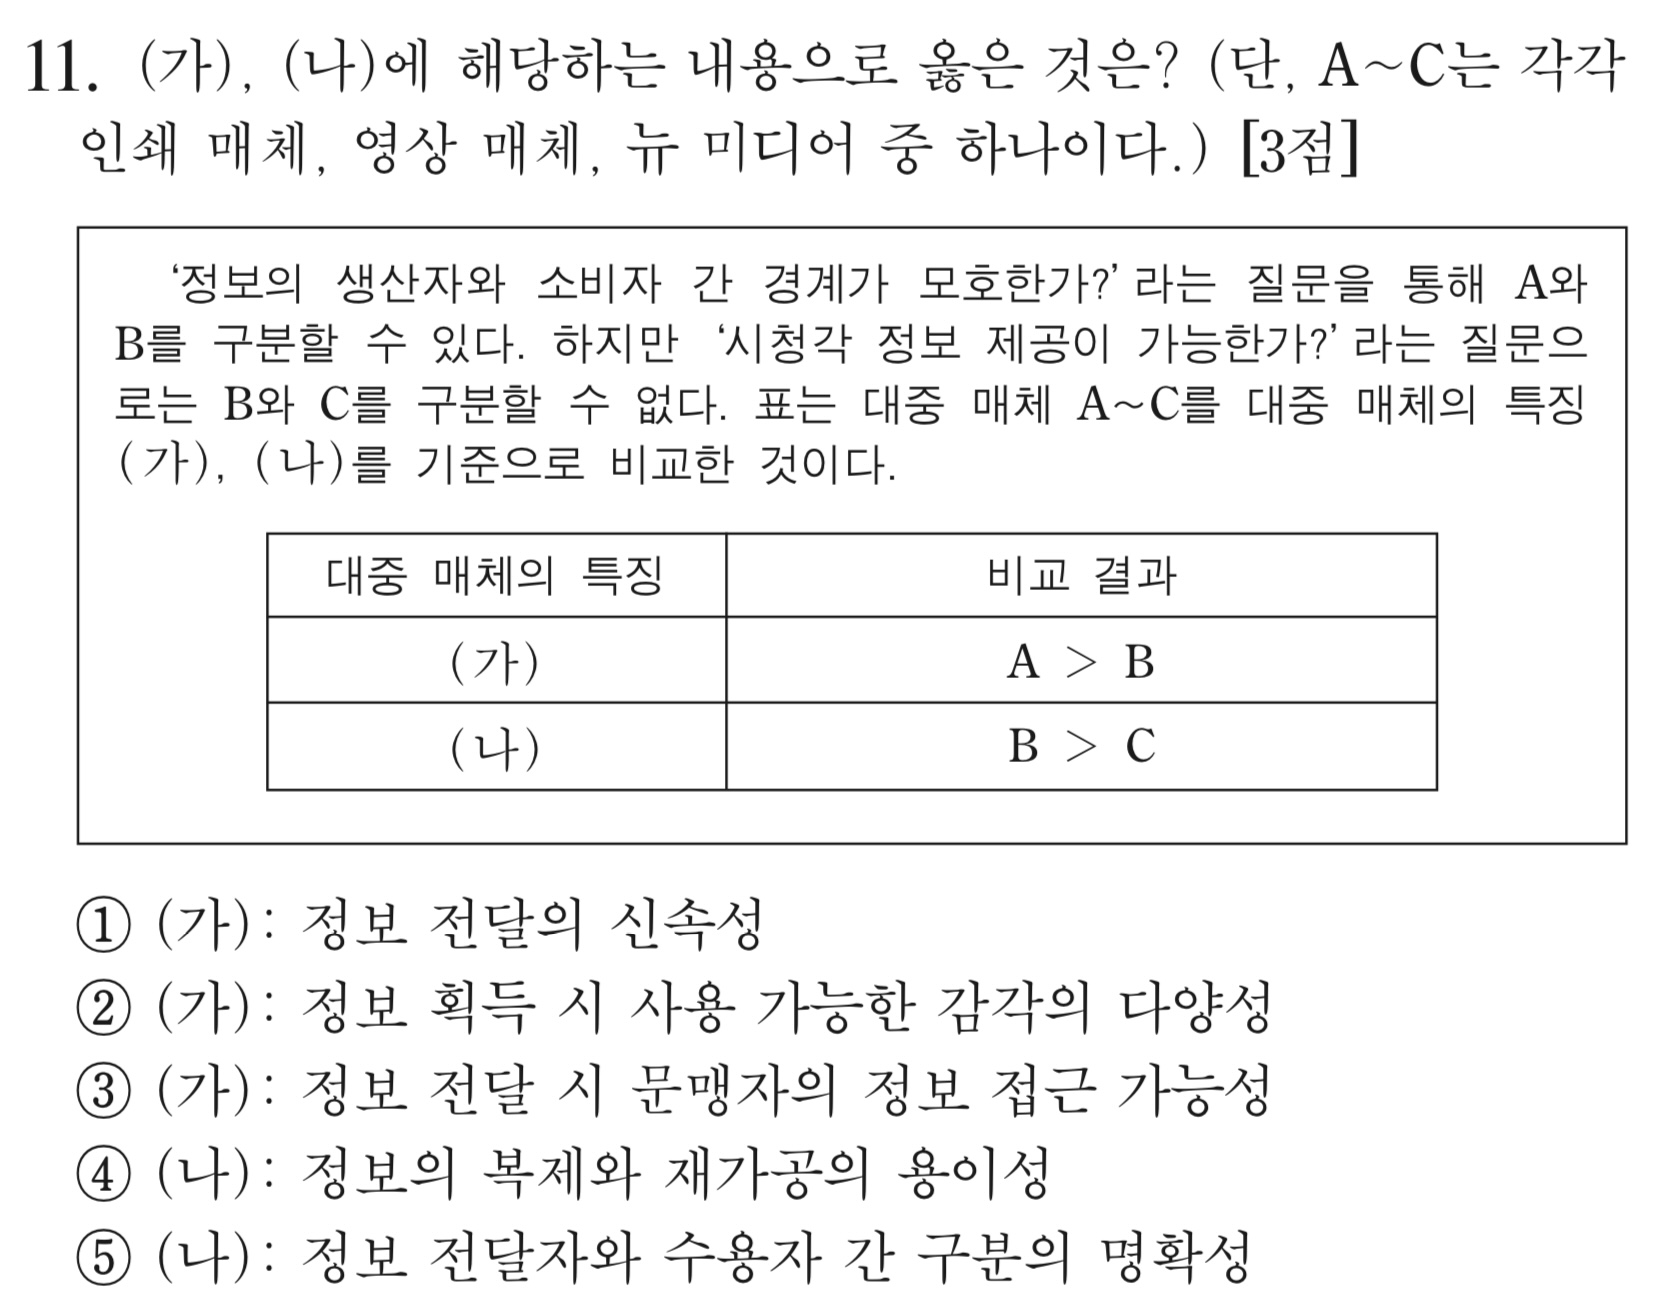 11. (가), (나)에 해당하는 내용으로 옳은 것은? (단, A~C는 각각
인쇄 매체, 영상 매체, 뉴 미디어 중 하나이다.) [3점]
‘정보의 생산자와 소비자 간 경계가 모호한가?’라는 질문을 통해 A와
B를 구분할 수 있다. 하지만 ‘시청각 정보 제공이 가능한가?’라는 질문으
로는 B와 C를 구분할 수 없다. 표는 대중 매체 A~C를 대중 매체의 특징
(가), (나)를 기준으로 비교한 것이다.
대중 매체의 특징 비교 결과
(가) A > B
(나) B > C
① (가): 정보 전달의 신속성
② (가): 정보 획득 시 사용 가능한 감각의 다양성
③ (가): 정보 전달 시 문맹자의 정보 접근 가능성
④ (나): 정보의 복제와 재가공의 용이성
⑤ (나): 정보 전달자와 수용자 간 구분의 명확성